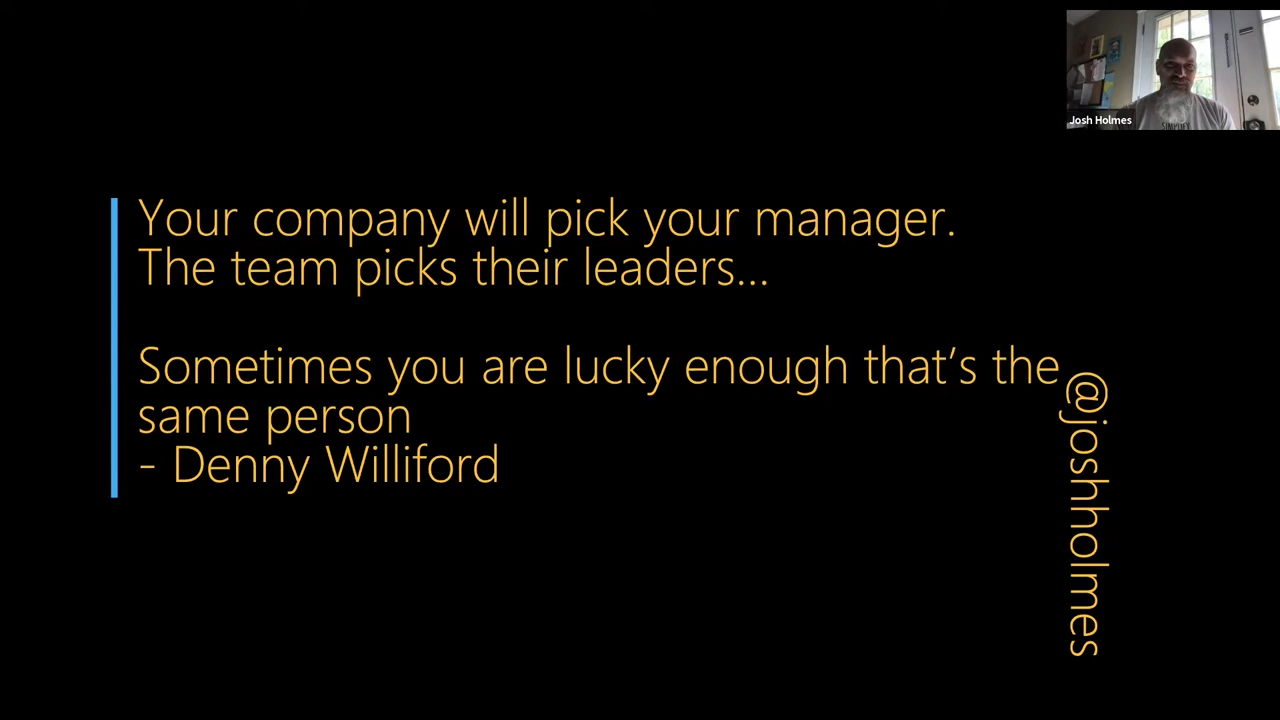 Your company will pick your manager.
The team picks their leaders...
Sometimes you are lucky enough that's the
same person
- Denny Williford
@joshholmes
Josh Holmes